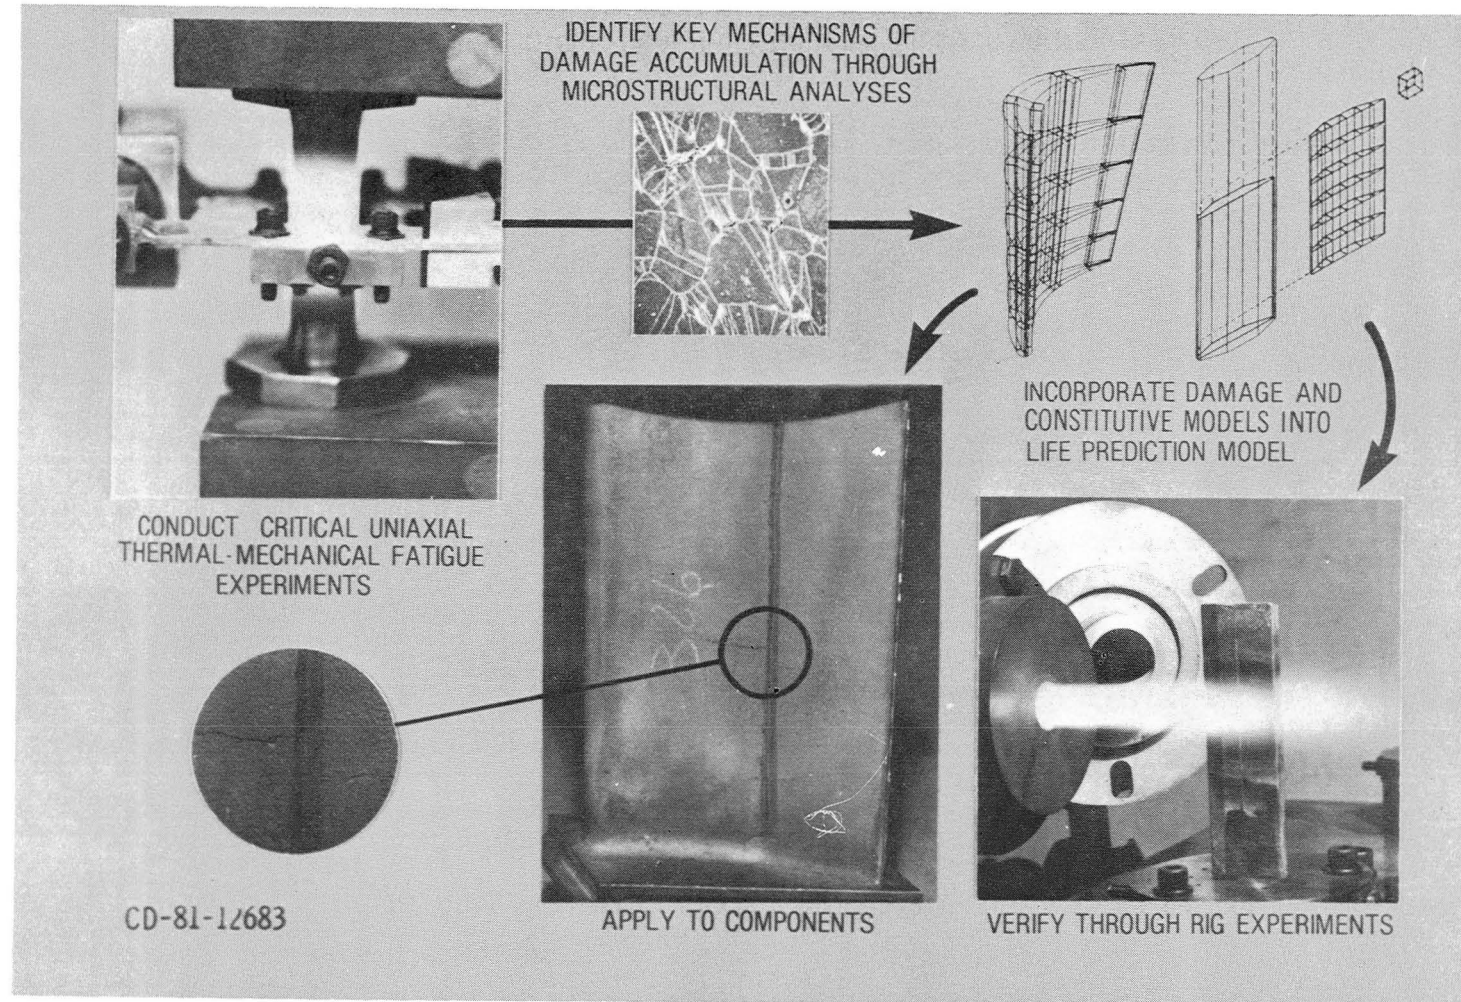 IDENTIFY KEY MECHANISMS OF
DAMAGE ACCUMULATION THROUGH
MICROSTRUCTURAL ANALYSES
INCORPORATE DAMAGE AND
CONSTITUTIVE MODELS INTO
LIFE PREDICTION MODEL
CONDUCT CRITICAL UNIAXIAL
THERMAL-MECHANICAL FATIGUE
EXPERIMENTS
CD-81-12683
APPLY TO COMPONENTS
VERIFY THROUGH RIG EXPERIMENTS